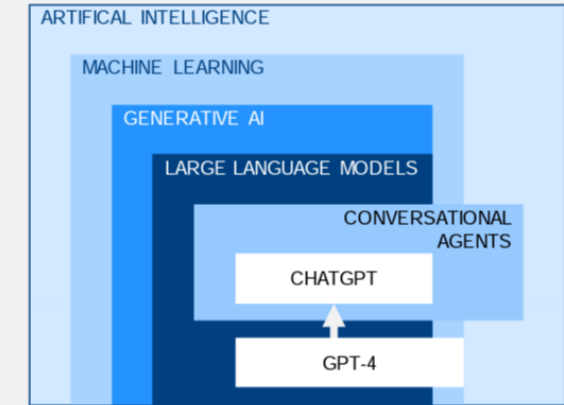 ARTIFICAL INTELLIGENCE
MACHINE LEARNING
GENERATIVE AI
LARGE LANGUAGE MODELS
CONVERSATIONAL
AGENTS
CHATGPT
GPT-4